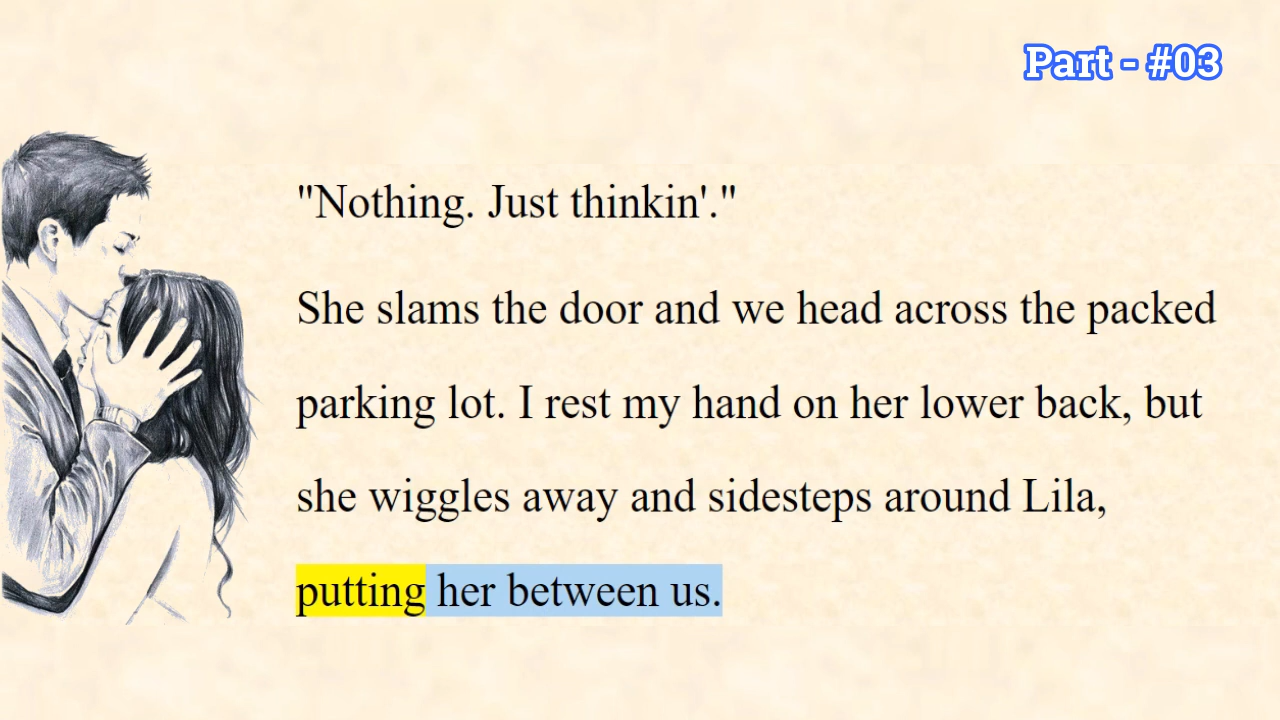 Part - #03
"Nothing. Just thinkin'."
She slams the door and we head across the packed
parking lot. I rest my hand on her lower back, but
she wiggles away and sidesteps around Lila,
putting her between us.